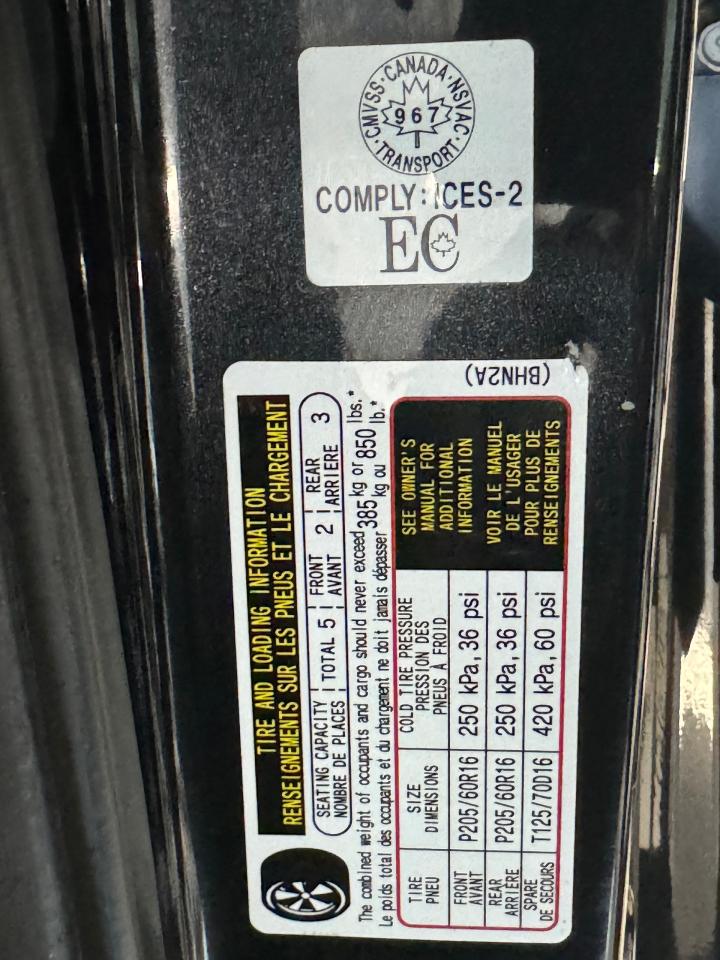 CMVSS · CANADA · NSVAC · TRANSPORT
967
COMPLY: ICES-2
EC
(BHN2A)
TIRE AND LOADING INFORMATION
RENSEIGNEMENTS SUR LES PNEUS ET LE CHARGEMENT
SEATING CAPACITY TOTAL 5 FRONT 2 REAR 3
NOMBRE DE PLACES AVANT ARRIÈRE
The combined weight of occupants and cargo should never exceed 385 kg or 850 lbs.*
Le poids total des occupants et du chargement ne doit jamais dépasser kg ou lb.*
TIRE SIZE COLD TIRE PRESSURE
PNEU DIMENSIONS PRESSION DES
PNEUS À FROID
FRONT P205/60R16 250 kPa, 36 psi
AVANT
REAR P205/60R16 250 kPa, 36 psi
ARRIÈRE
SPARE T125/70D16 420 kPa, 60 psi
DE SECOURS
SEE OWNER'S
MANUAL FOR
ADDITIONAL
INFORMATION
VOIR LE MANUEL
DE L'USAGER
POUR PLUS DE
RENSEIGNEMENTS